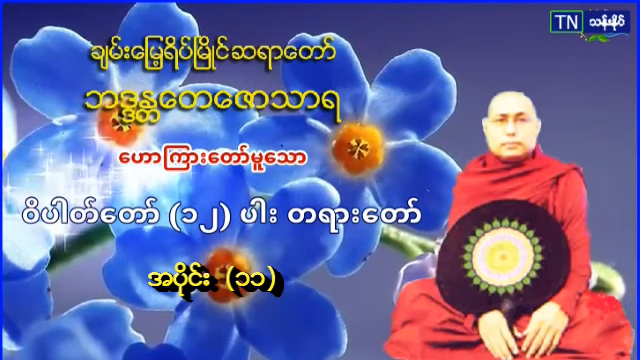 TN သန်းနိုင်
ချမ်းမြေ့ရိပ်မြိုင်ဆရာတော်
ဘဒ္ဒန္တတေဇောသာရ
ဟောကြားတော်မူသော
ဝိပါတ်တော် (၁၂) ပါး တရားတော်
အပိုင်း (၁၁)